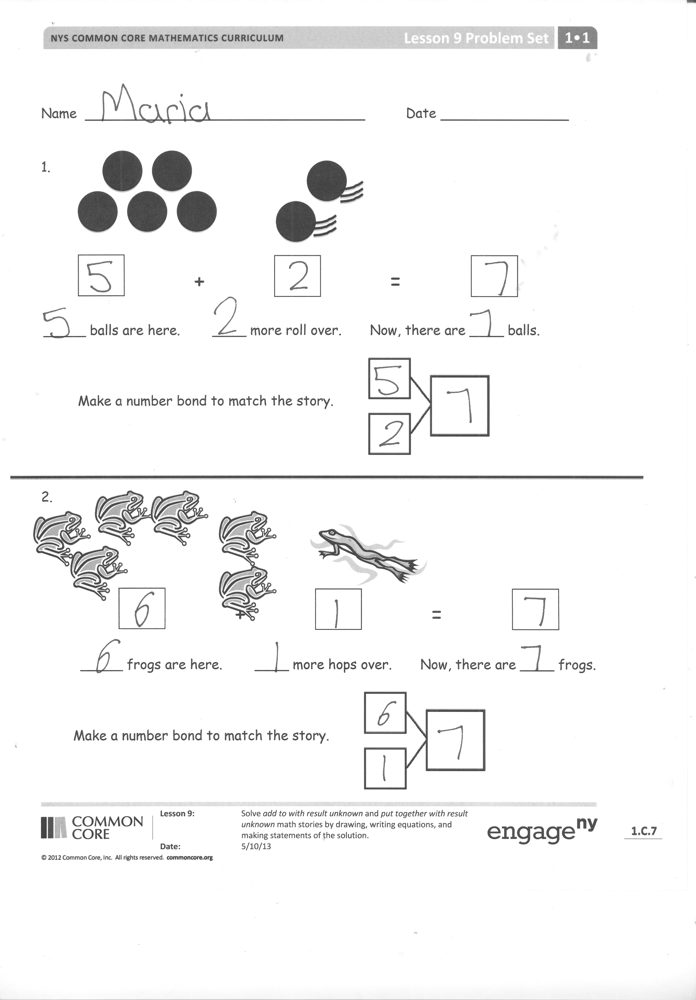 NYS COMMON CORE MATHEMATICS CURRICULUM Lesson 9 Problem Set 1•1
Name Maria Date
1.
5 + 2 = 7
5 balls are here. 2 more roll over. Now, there are 7 balls.
5
Make a number bond to match the story. 7
2
2.
6 + 1 = 7
6 frogs are here. 1 more hops over. Now, there are 7 frogs.
6
Make a number bond to match the story. 7
1
COMMON CORE
Lesson 9: Solve add to with result unknown and put together with result
unknown math stories by drawing, writing equations, and
making statements of the solution.
Date: 5/10/13
engage ny
1.C.7
© 2012 Common Core, Inc. All rights reserved. commoncore.org